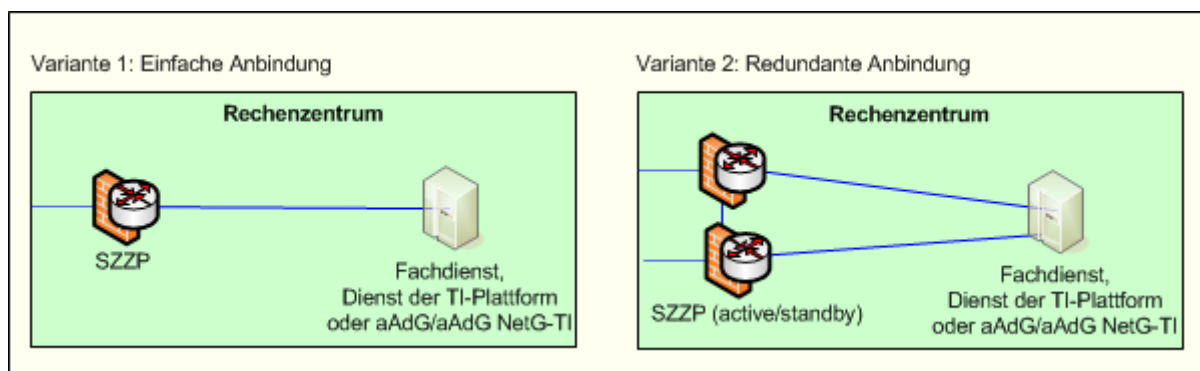 Variante 1: Einfache Anbindung
Rechenzentrum
SZZP
Fachdienst,
Dienst der TI-Plattform
oder aAdG/aAdG NetG-TI
Variante 2: Redundante Anbindung
Rechenzentrum
SZZP (active/standby)
Fachdienst,
Dienst der TI-Plattform
oder aAdG/aAdG NetG-TI